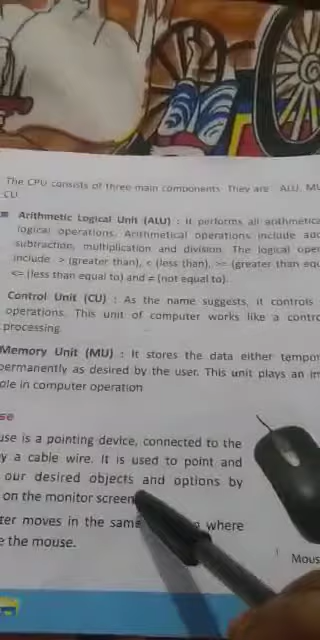 The CPU consists of three main components. They are ALU, MU
CU.
Arithmetic Logical Unit (ALU) : It performs all arithmetica
logical operations. Arithmetical operations include add
subtraction, multiplication and division. The logical oper
include > (greater than), < (less than), >= (greater than equ
<= (less than equal to) and ≠ (not equal to).
Control Unit (CU) : As the name suggests, it controls
operations. This unit of computer works like a contro
processing.
Memory Unit (MU) : It stores the data either tempor
permanently as desired by the user. This unit plays an im
ole in computer operation
se
use is a pointing device, connected to the
y a cable wire. It is used to point and
our desired objects and options by
on the monitor screen
ter moves in the same where
e the mouse.
Mous